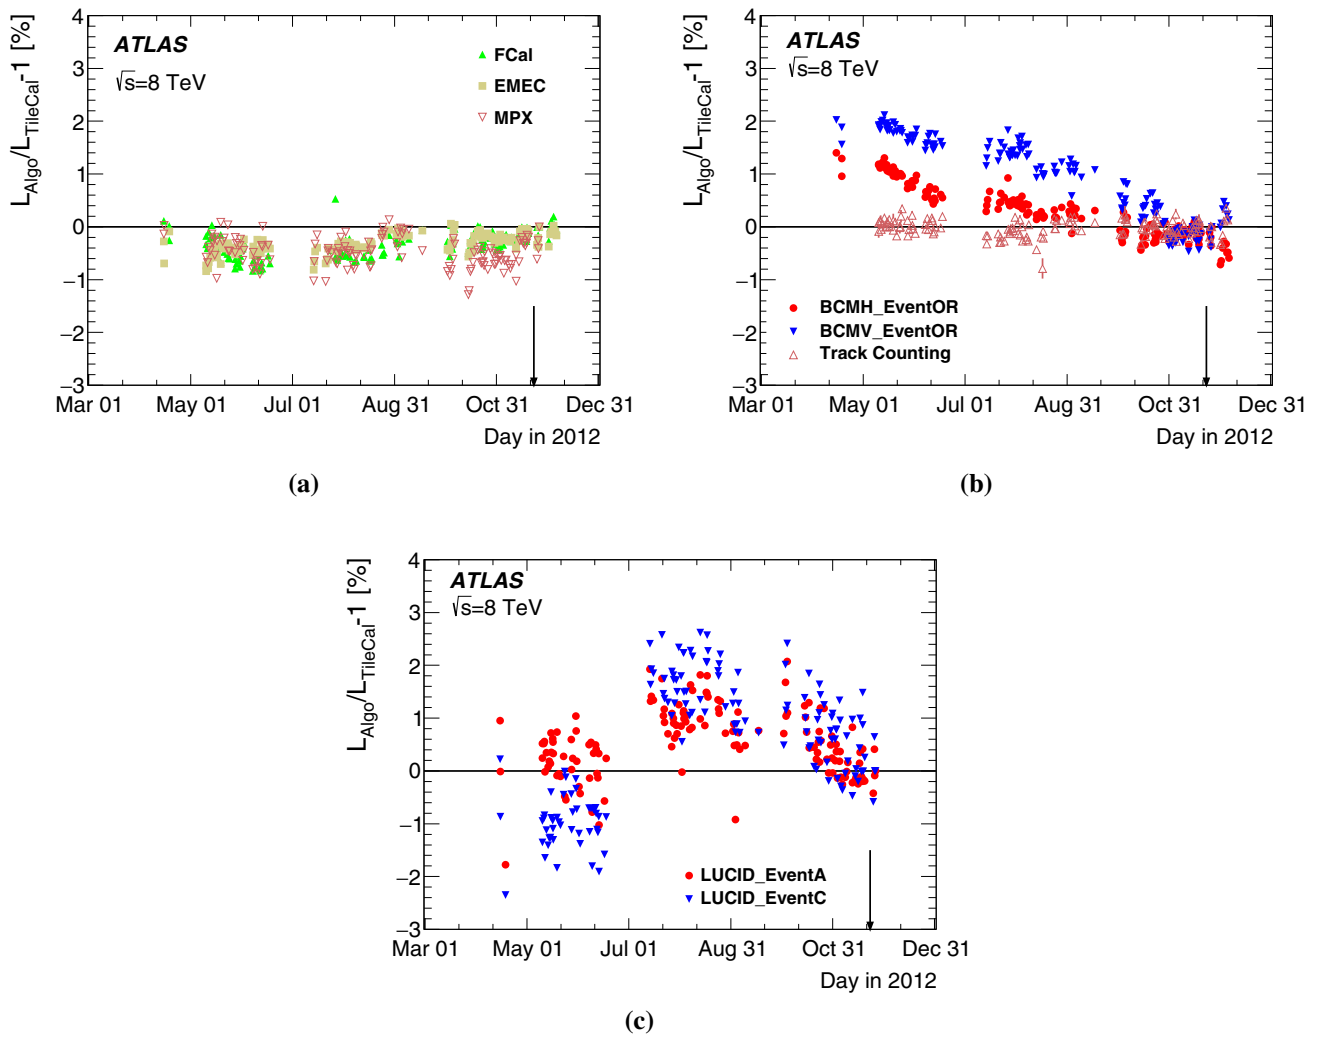 L_Algo/L_TileCal-1 [%]
ATLAS
√s=8 TeV
FCal
EMEC
MPX
4
3
2
1
0
−1
−2
−3
Mar 01 May 01 Jul 01 Aug 31 Oct 31 Dec 31
Day in 2012
(a)
L_Algo/L_TileCal-1 [%]
ATLAS
√s=8 TeV
4
3
2
1
0
−1
−2
−3
BCMH_EventOR
BCMV_EventOR
Track Counting
Mar 01 May 01 Jul 01 Aug 31 Oct 31 Dec 31
Day in 2012
(b)
L_Algo/L_TileCal-1 [%]
ATLAS
√s=8 TeV
4
3
2
1
0
−1
−2
−3
LUCID_EventA
LUCID_EventC
Mar 01 May 01 Jul 01 Aug 31 Oct 31 Dec 31
Day in 2012
(c)